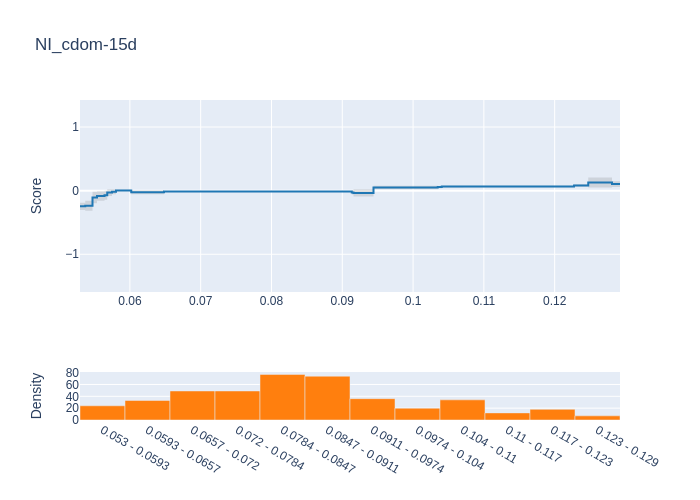 NI_cdom-15d
Score
1
0
−1
0.06 0.07 0.08 0.09 0.1 0.11 0.12
Density
80
60
40
20
0
0.053 - 0.0593
0.0593 - 0.0657
0.0657 - 0.072
0.072 - 0.0784
0.0784 - 0.0847
0.0847 - 0.0911
0.0911 - 0.0974
0.0974 - 0.104
0.104 - 0.11
0.11 - 0.117
0.117 - 0.123
0.123 - 0.129